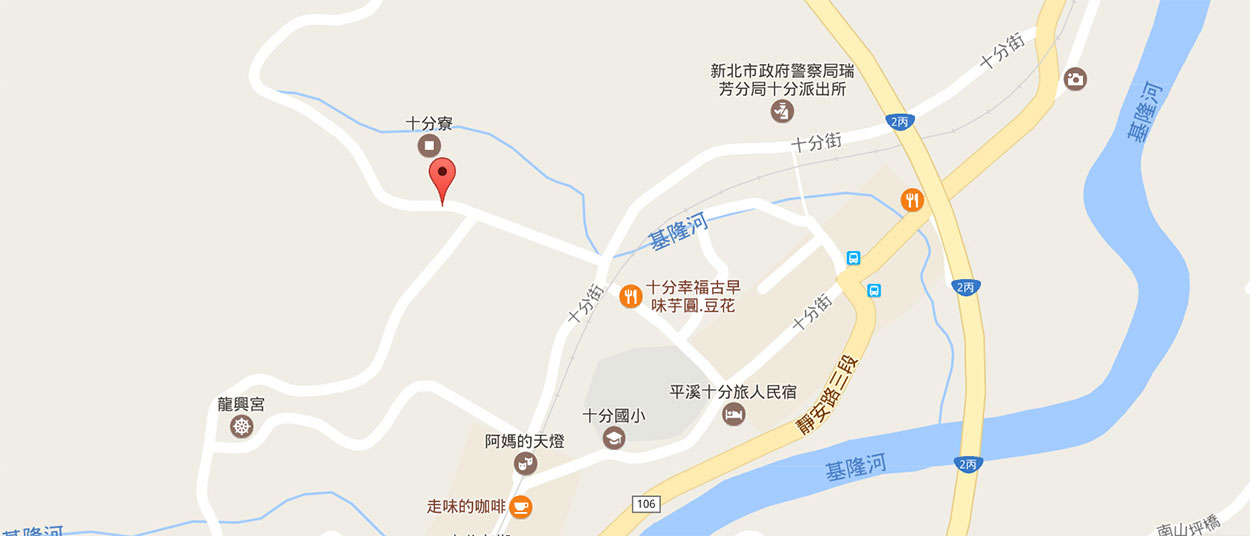 十分街
新北市政府警察局瑞
芳分局十分派出所
基隆河
十分寮
2丙
十分街
基隆河
十分幸福古早
味芋圓.豆花
2丙
十分街
十分街
靜安路三段
平溪十分旅人民宿
龍興宮
十分國小
阿媽的天燈
基隆河
2丙
走味的咖啡
106
基隆河
南山坪橋